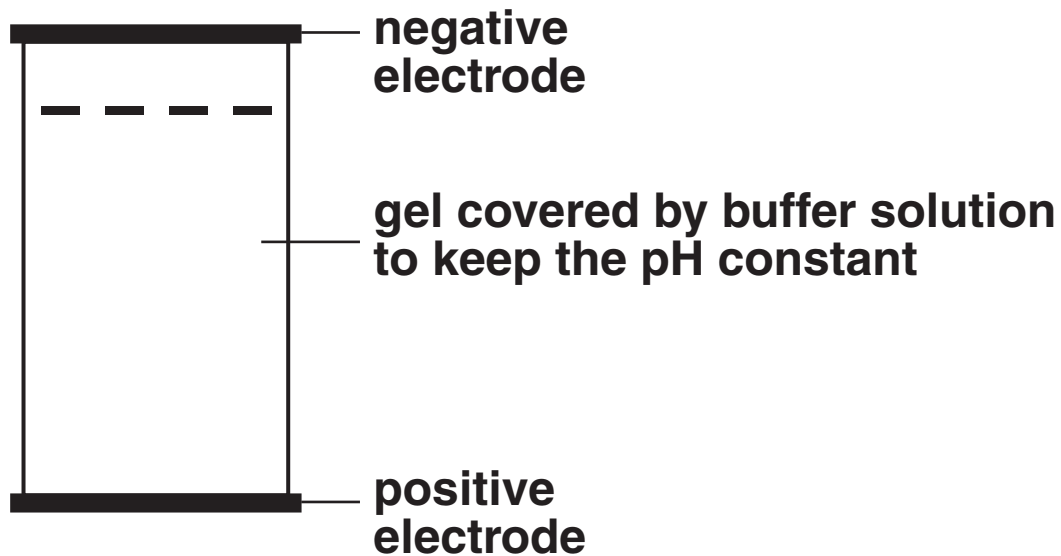 negative
electrode
gel covered by buffer solution
to keep the pH constant
positive
electrode